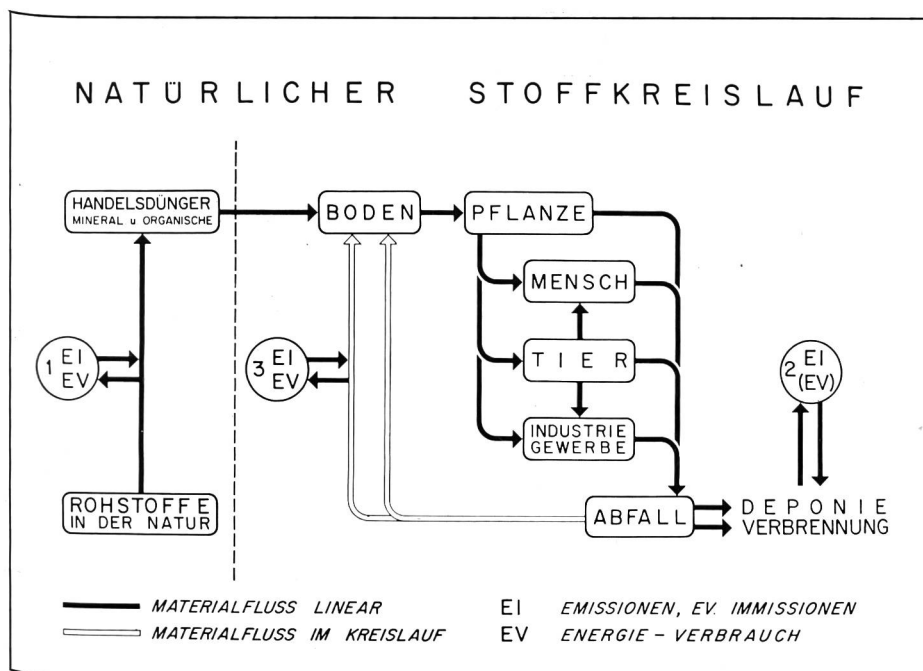 NATÜRLICHER STOFFKREISLAUF
HANDELSDÜNGER
MINERAL u ORGANISCHE
BODEN
PFLANZE
MENSCH
TIER
INDUSTRIE
GEWERBE
1 EI
EV
3 EI
EV
2 EI
(EV)
ROHSTOFFE
IN DER NATUR
ABFALL
DEPONIE
VERBRENNUNG
MATERIALFLUSS LINEAR
MATERIALFLUSS IM KREISLAUF
EI EMISSIONEN, EV. IMMISSIONEN
EV ENERGIE - VERBRAUCH